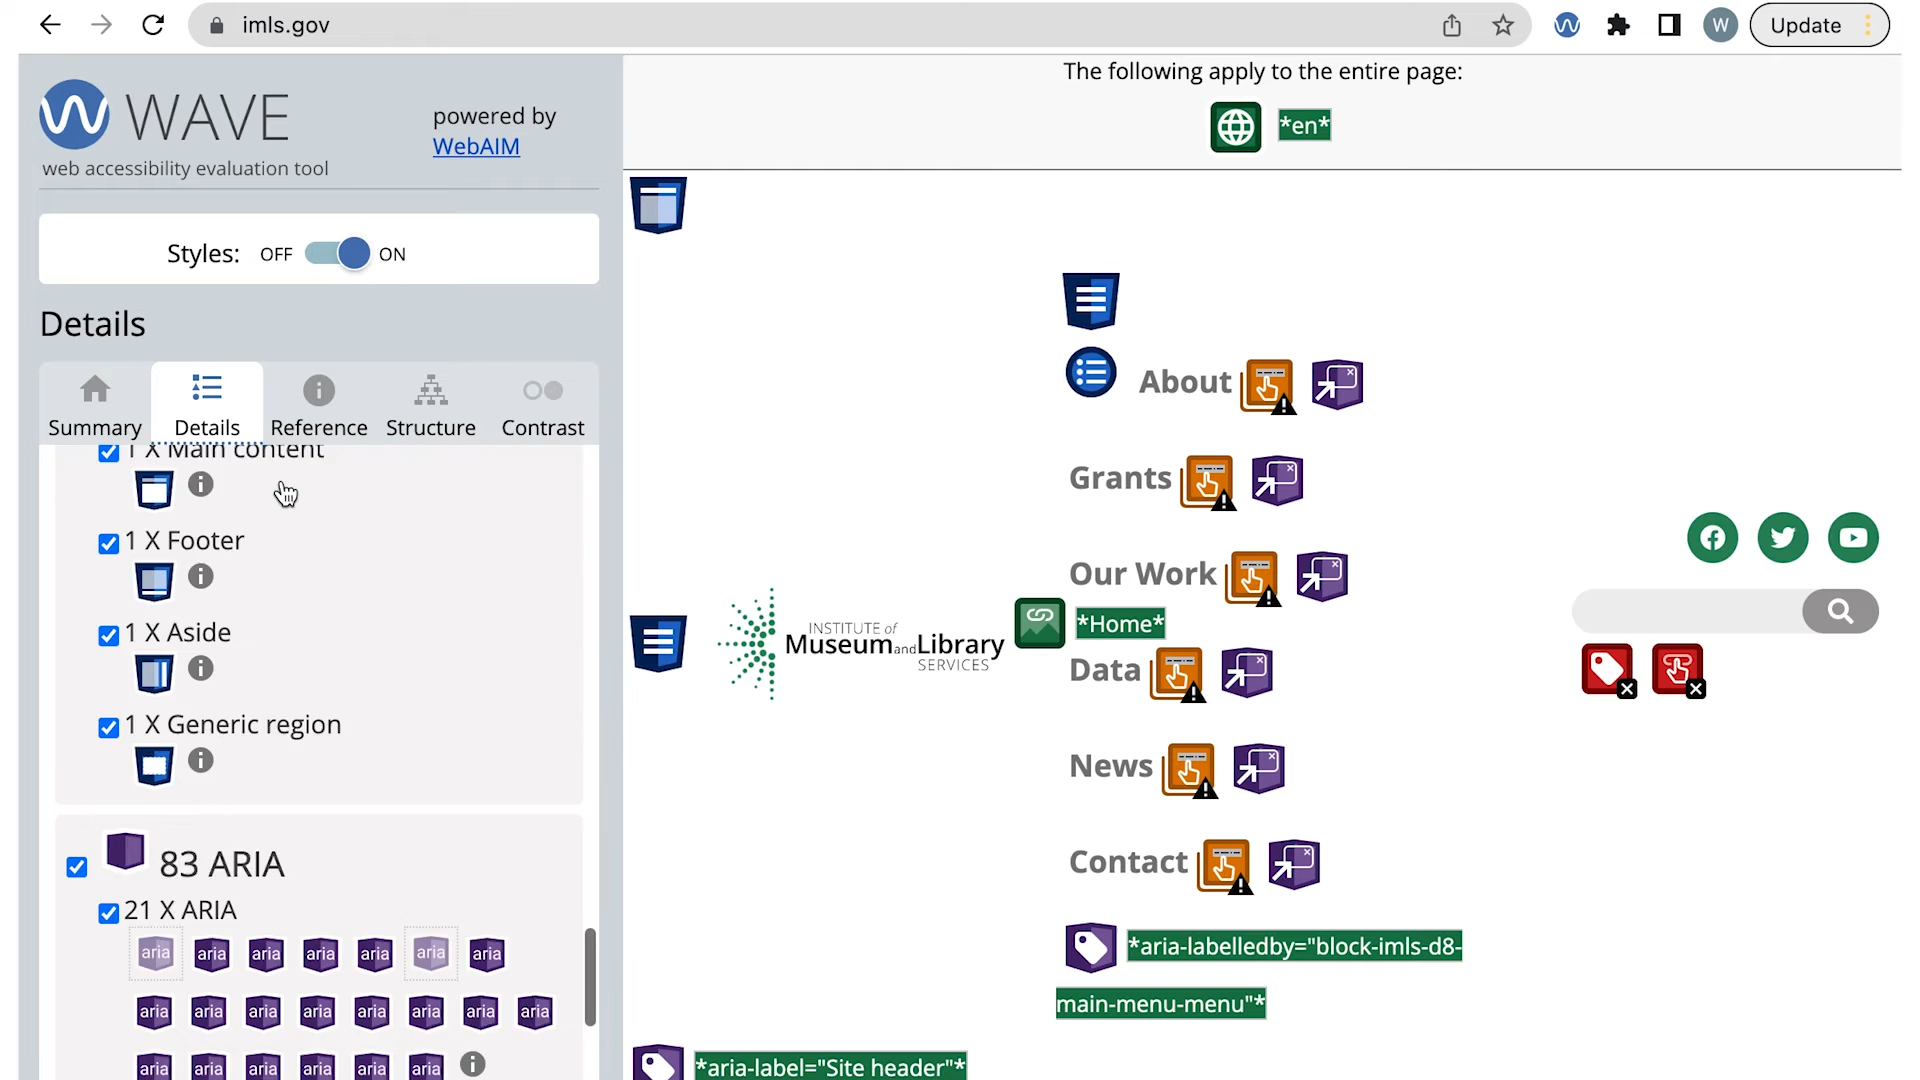 imls.gov
W
Update
WAVE
web accessibility evaluation tool
powered by
WebAIM
Styles:
OFF
ON
Details
Summary
Details
Reference
Structure
Contrast
1 X Main content
1 X Footer
1 X Aside
1 X Generic region
83 ARIA
21 X ARIA
aria aria aria aria aria aria aria
aria aria aria aria aria aria aria aria
aria aria aria aria aria aria
The following apply to the entire page:
*en*
About
Grants
Our Work
INSTITUTE of
Museum and Library
SERVICES
*Home*
Data
News
Contact
*aria-labelledby="block-imls-d8-
main-menu-menu"*
*aria-label="Site header"*